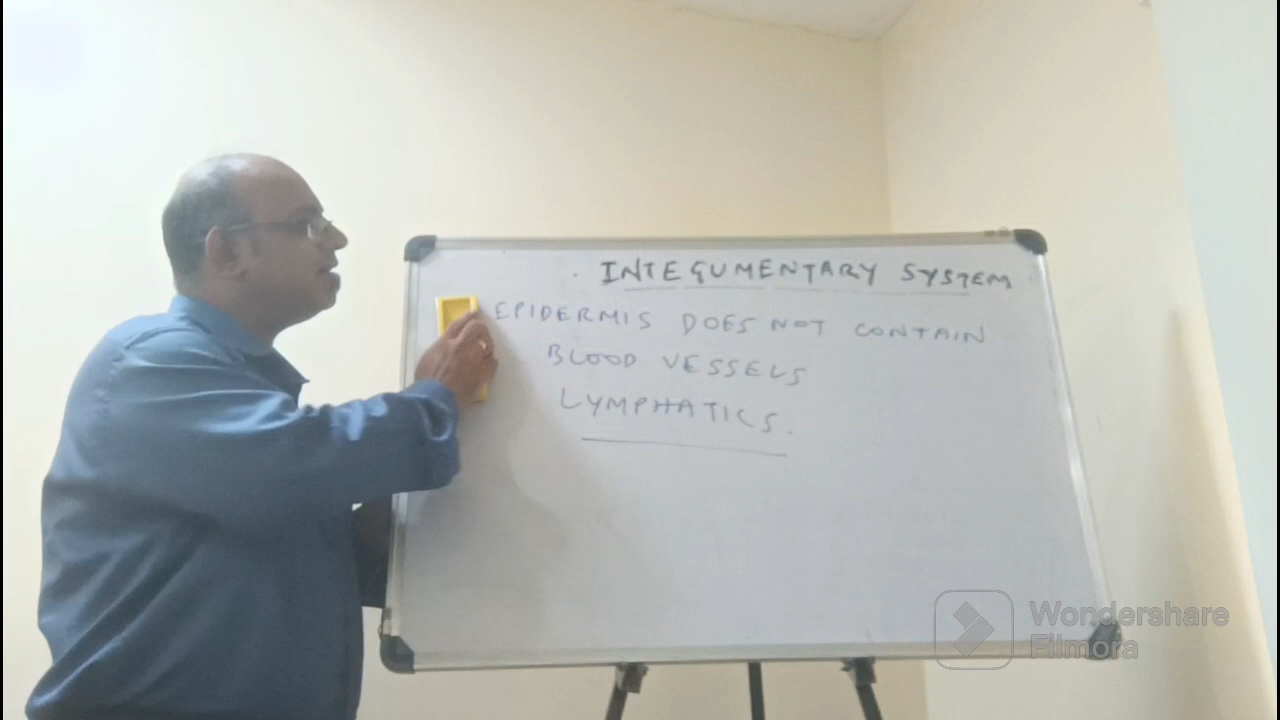 INTEGUMENTARY SYSTEM
EPIDERMIS DOES NOT CONTAIN
BLOOD VESSELS
LYMPHATICS.
Wondershare
Filmora